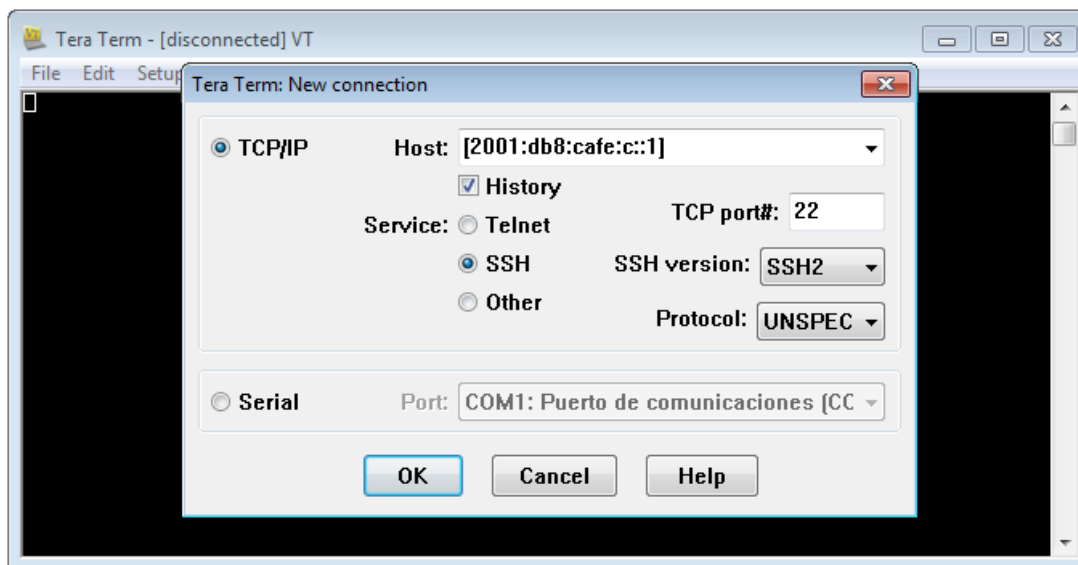 Tera Term - [disconnected] VT
File Edit Setup
Tera Term: New connection
TCP/IP Host: [2001:db8:cafe:c::1]
History
TCP port#: 22
Service: Telnet
SSH SSH version: SSH2
Other
Protocol: UNSPEC
Serial Port: COM1: Puerto de comunicaciones (CC
OK Cancel Help